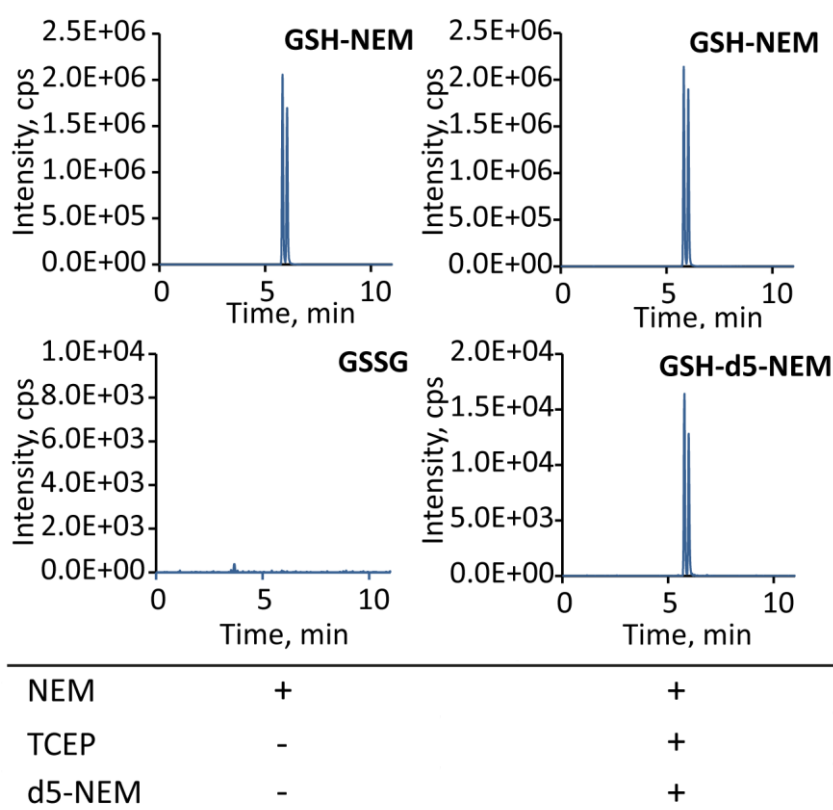 GSH-NEM
2.5E+06
2.0E+06
1.5E+06
1.0E+06
5.0E+05
0.0E+00
Intensity, cps
0 5 10
Time, min
GSH-NEM
2.5E+06
2.0E+06
1.5E+06
1.0E+06
5.0E+05
0.0E+00
Intensity, cps
0 5 10
Time, min
GSSG
1.0E+04
8.0E+03
6.0E+03
4.0E+03
2.0E+03
0.0E+00
Intensity, cps
0 5 10
Time, min
GSH-d5-NEM
2.0E+04
1.5E+04
1.0E+04
5.0E+03
0.0E+00
Intensity, cps
0 5 10
Time, min
NEM + +
TCEP - +
d5-NEM - +